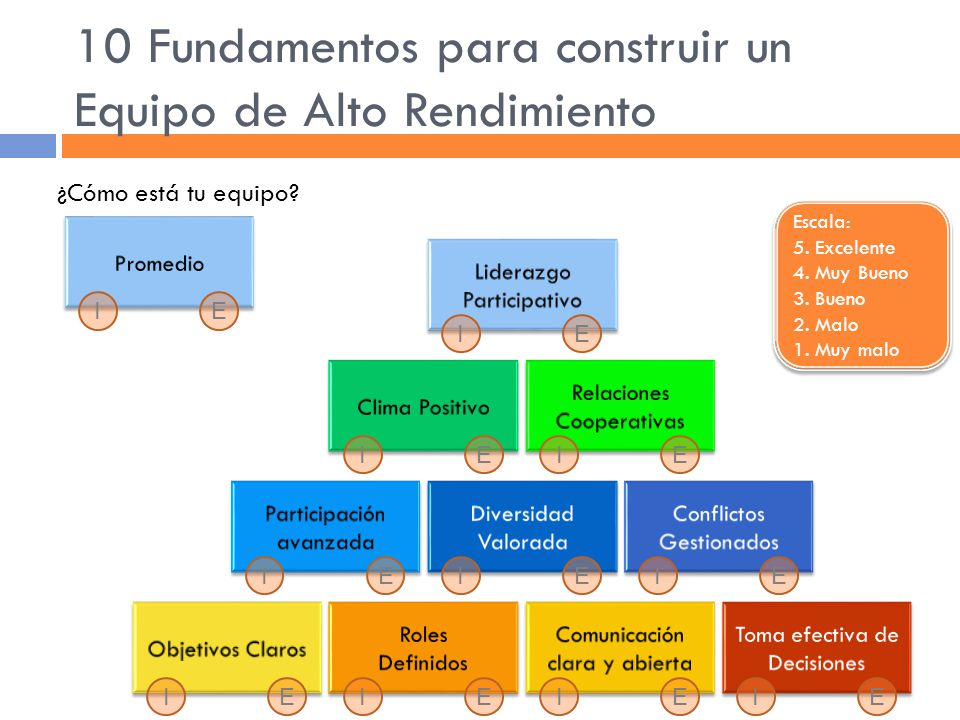 10 Fundamentos para construir un
Equipo de Alto Rendimiento
¿Cómo está tu equipo?
Promedio
I E
Escala:
5. Excelente
4. Muy Bueno
3. Bueno
2. Malo
1. Muy malo
Liderazgo
Participativo
I E
Clima Positivo
I E
Relaciones
Cooperativas
I E
Participación
avanzada
I E
Diversidad
Valorada
I E
Conflictos
Gestionados
I E
Objetivos Claros
I E
Roles
Definidos
I E
Comunicación
clara y abierta
I E
Toma efectiva de
Decisiones
I E